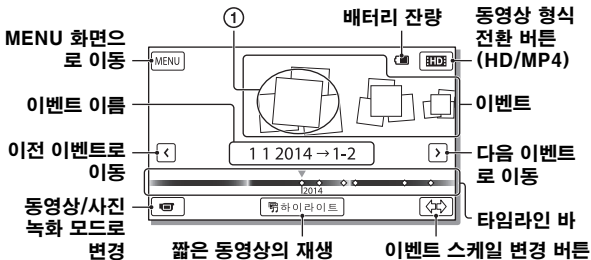 ①
배터리 잔량
동영상 형식
전환 버튼
(HD/MP4)
MENU 화면으
로 이동
MENU
HD
이벤트 이름
이벤트
이전 이벤트로
이동
1 1 2014 → 1-2
다음 이벤트
로 이동
2014
동영상/사진
녹화 모드로
변경
하이라이트
타임라인 바
짧은 동영상의 재생
이벤트 스케일 변경 버튼